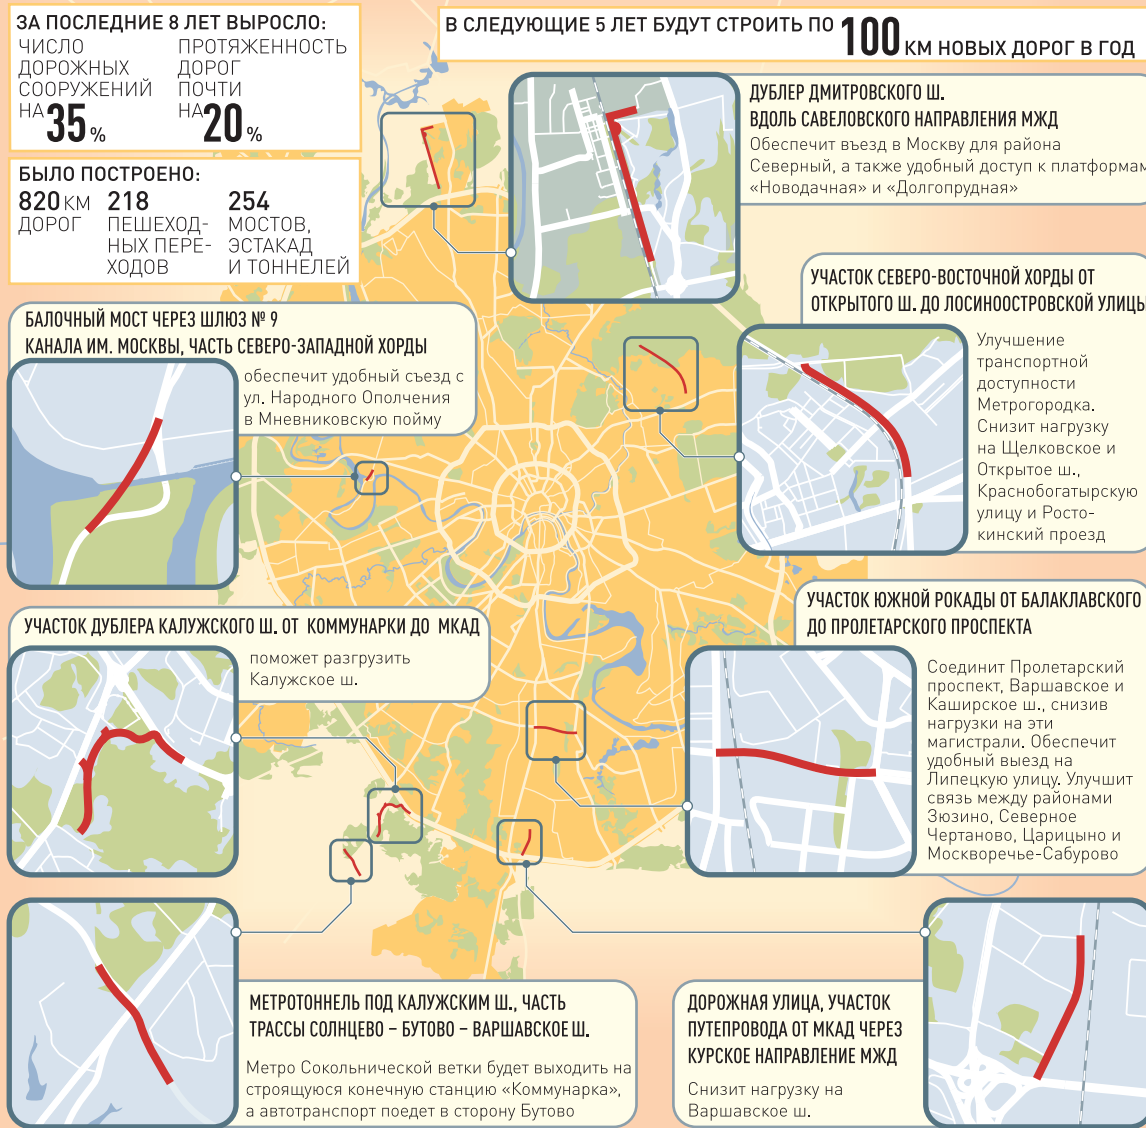 ЗА ПОСЛЕДНИЕ 8 ЛЕТ ВЫРОСЛО:
ЧИСЛО
ДОРОЖНЫХ
СООРУЖЕНИЙ
НА 35 %
ПРОТЯЖЕННОСТЬ
ДОРОГ
ПОЧТИ
НА 20 %
В СЛЕДУЮЩИЕ 5 ЛЕТ БУДУТ СТРОИТЬ ПО 100 КМ НОВЫХ ДОРОГ В ГОД
БЫЛО ПОСТРОЕНО:
820 КМ
ДОРОГ
218
ПЕШЕХОД-
НЫХ ПЕРЕ-
ХОДОВ
254
МОСТОВ,
ЭСТАКАД
И ТОННЕЛЕЙ
ДУБЛЕР ДМИТРОВСКОГО Ш.
ВДОЛЬ САВЕЛОВСКОГО НАПРАВЛЕНИЯ МЖД
Обеспечит въезд в Москву для района
Северный, а также удобный доступ к платформам
«Новодачная» и «Долгопрудная»
БАЛОЧНЫЙ МОСТ ЧЕРЕЗ ШЛЮЗ № 9
КАНАЛА ИМ. МОСКВЫ, ЧАСТЬ СЕВЕРО-ЗАПАДНОЙ ХОРДЫ
обеспечит удобный съезд с
ул. Народного Ополчения
в Мневниковскую пойму
УЧАСТОК СЕВЕРО-ВОСТОЧНОЙ ХОРДЫ ОТ
ОТКРЫТОГО Ш. ДО ЛОСИНООСТРОВСКОЙ УЛИЦЫ
Улучшение
транспортной
доступности
Метрогородка.
Снизит нагрузку
на Щелковское и
Открытое ш.,
Краснобогатырскую
улицу и Росто-
кинский проезд
УЧАСТОК ДУБЛЕРА КАЛУЖСКОГО Ш. ОТ КОММУНАРКИ ДО МКАД
поможет разгрузить
Калужское ш.
УЧАСТОК ЮЖНОЙ РОКАДЫ ОТ БАЛАКЛАВСКОГО
ДО ПРОЛЕТАРСКОГО ПРОСПЕКТА
Соединит Пролетарский
проспект, Варшавское и
Каширское ш., снизив
нагрузки на эти
магистрали. Обеспечит
удобный выезд на
Липецкую улицу. Улучшит
связь между районами
Зюзино, Северное
Чертаново, Царицыно и
Москворечье-Сабурово
МЕТРОТОННЕЛЬ ПОД КАЛУЖСКИМ Ш., ЧАСТЬ
ТРАССЫ СОЛНЦЕВО – БУТОВО – ВАРШАВСКОЕ Ш.
Метро Сокольнической ветки будет выходить на
строящуюся конечную станцию «Коммунарка»,
а автотранспорт поедет в сторону Бутово
ДОРОЖНАЯ УЛИЦА, УЧАСТОК
ПУТЕПРОВОДА ОТ МКАД ЧЕРЕЗ
КУРСКОЕ НАПРАВЛЕНИЕ МЖД
Снизит нагрузку на
Варшавское ш.